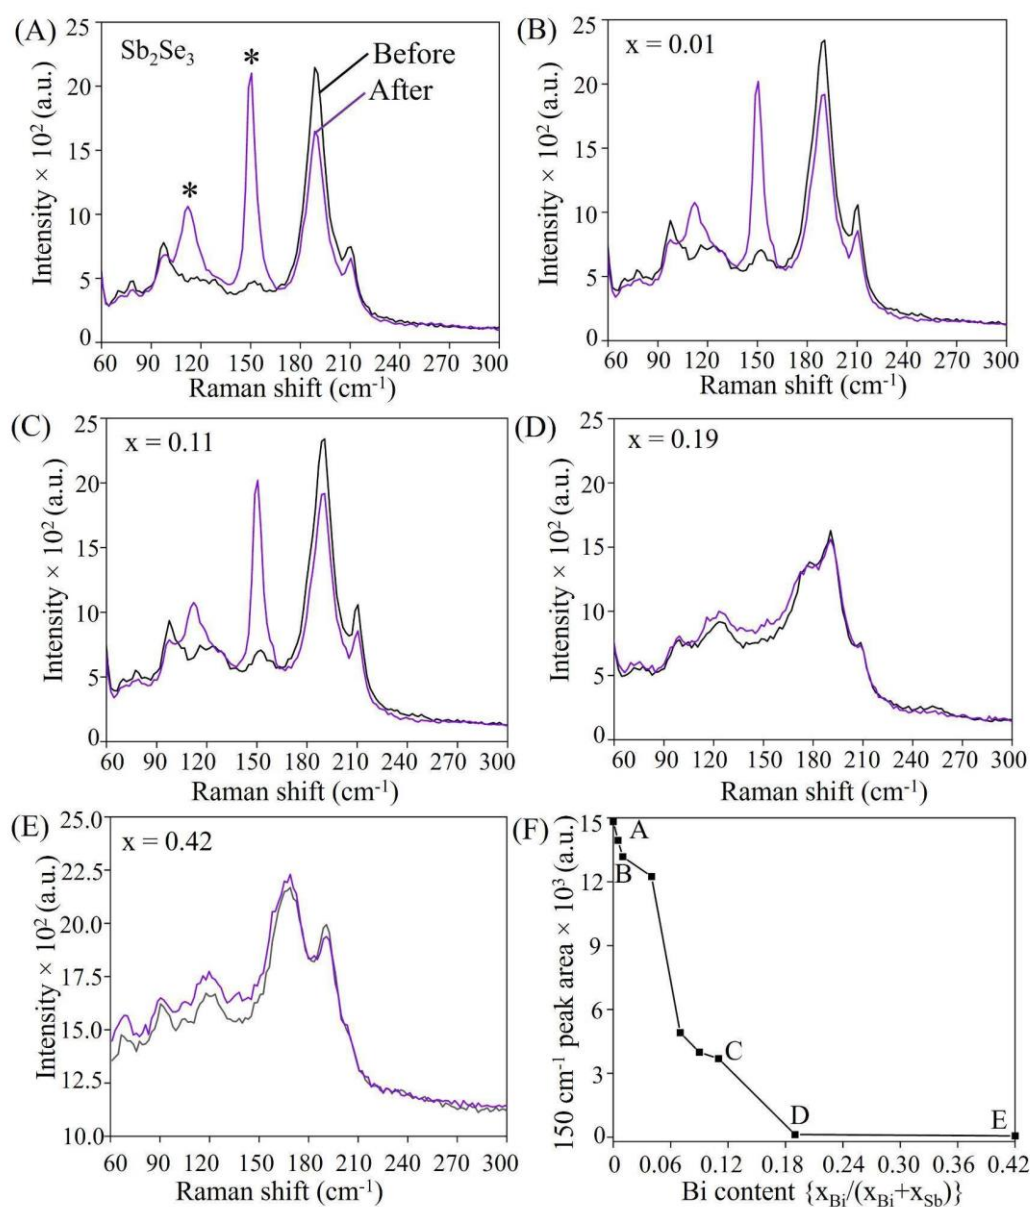 (A)
Sb₂Se₃
*
*
Before
After
Intensity × 10² (a.u.)
25
20
15
10
5
0
60 90 120 150 180 210 240 270 300
Raman shift (cm⁻¹)
(B)
x = 0.01
Intensity × 10² (a.u.)
25
20
15
10
5
0
60 90 120 150 180 210 240 270 300
Raman shift (cm⁻¹)
(C)
x = 0.11
Intensity × 10² (a.u.)
25
20
15
10
5
0
60 90 120 150 180 210 240 270 300
Raman shift (cm⁻¹)
(D)
x = 0.19
Intensity × 10² (a.u.)
25
20
15
10
5
0
60 90 120 150 180 210 240 270 300
Raman shift (cm⁻¹)
(E)
x = 0.42
Intensity × 10² (a.u.)
25.0
22.5
20.0
17.5
15.0
12.5
10.0
60 90 120 150 180 210 240 270 300
Raman shift (cm⁻¹)
(F)
A
B
C
D
E
150 cm⁻¹ peak area × 10³ (a.u.)
15
12
9
6
3
0
0 0.06 0.12 0.18 0.24 0.30 0.36 0.42
Bi content {x_Bi/(x_Bi+x_Sb)}